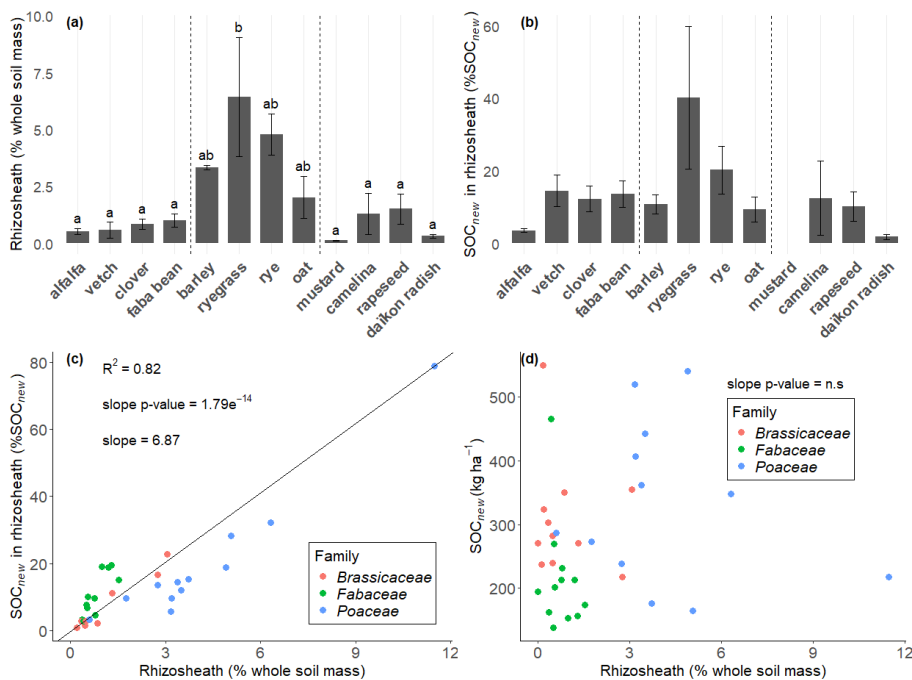 (a)
Rhizosheath (% whole soil mass)
10.0
7.5
5.0
2.5
0.0
a a a a ab b ab ab a a a a
alfalfa vetch clover faba bean barley ryegrass rye oat mustard camelina rapeseed daïkon radish
(b)
SOCnew in rhizosheath (%SOCnew)
60
40
20
0
alfalfa vetch clover faba bean barley ryegrass rye oat mustard camelina rapeseed daïkon radish
(c)
SOCnew in rhizosheath (%SOCnew)
80
60
40
20
0
R² = 0.82
slope p-value = 1.79e⁻¹⁴
slope = 6.87
Family
Brassicaceae
Fabaceae
Poaceae
0 3 6 9 12
Rhizosheath (% whole soil mass)
(d)
SOCnew (kg ha⁻¹)
500
400
300
200
slope p-value = n.s
Family
Brassicaceae
Fabaceae
Poaceae
0 3 6 9 12
Rhizosheath (% whole soil mass)